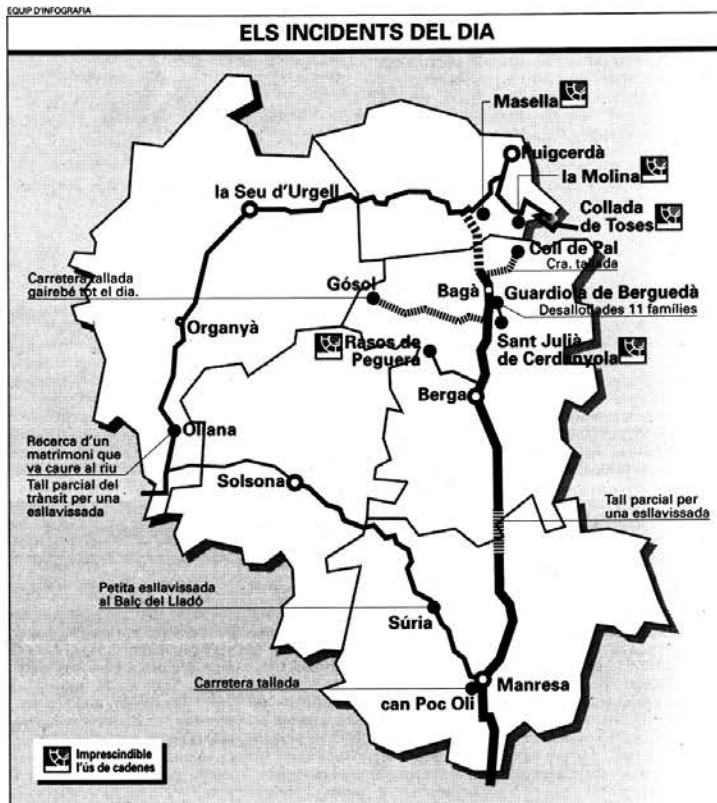 EQUIP D'INFOGRAFIA
ELS INCIDENTS DEL DIA
Masella
Puigcerdà
la Molina
la Seu d'Urgell
Collada
de Toses
Coll de Pal
Cra. tallada
Carretera tallada
gairebé tot el dia.
Gósol
Bagà
Guardiola de Berguedà
Desallotjades 11 famílies
Organyà
Rasos de
Peguera
Sant Julià
de Cerdanyola
Berga
Oliana
Recerca d'un
matrimoni que
va caure al riu
Tall parcial del
trànsit per una
esllavissada
Solsona
Tall parcial per
una esllavissada
Petita esllavissada
al Balç del Lladó
Súria
Carretera tallada
Manresa
can Poc Oli
Imprescindible
l'ús de cadenes